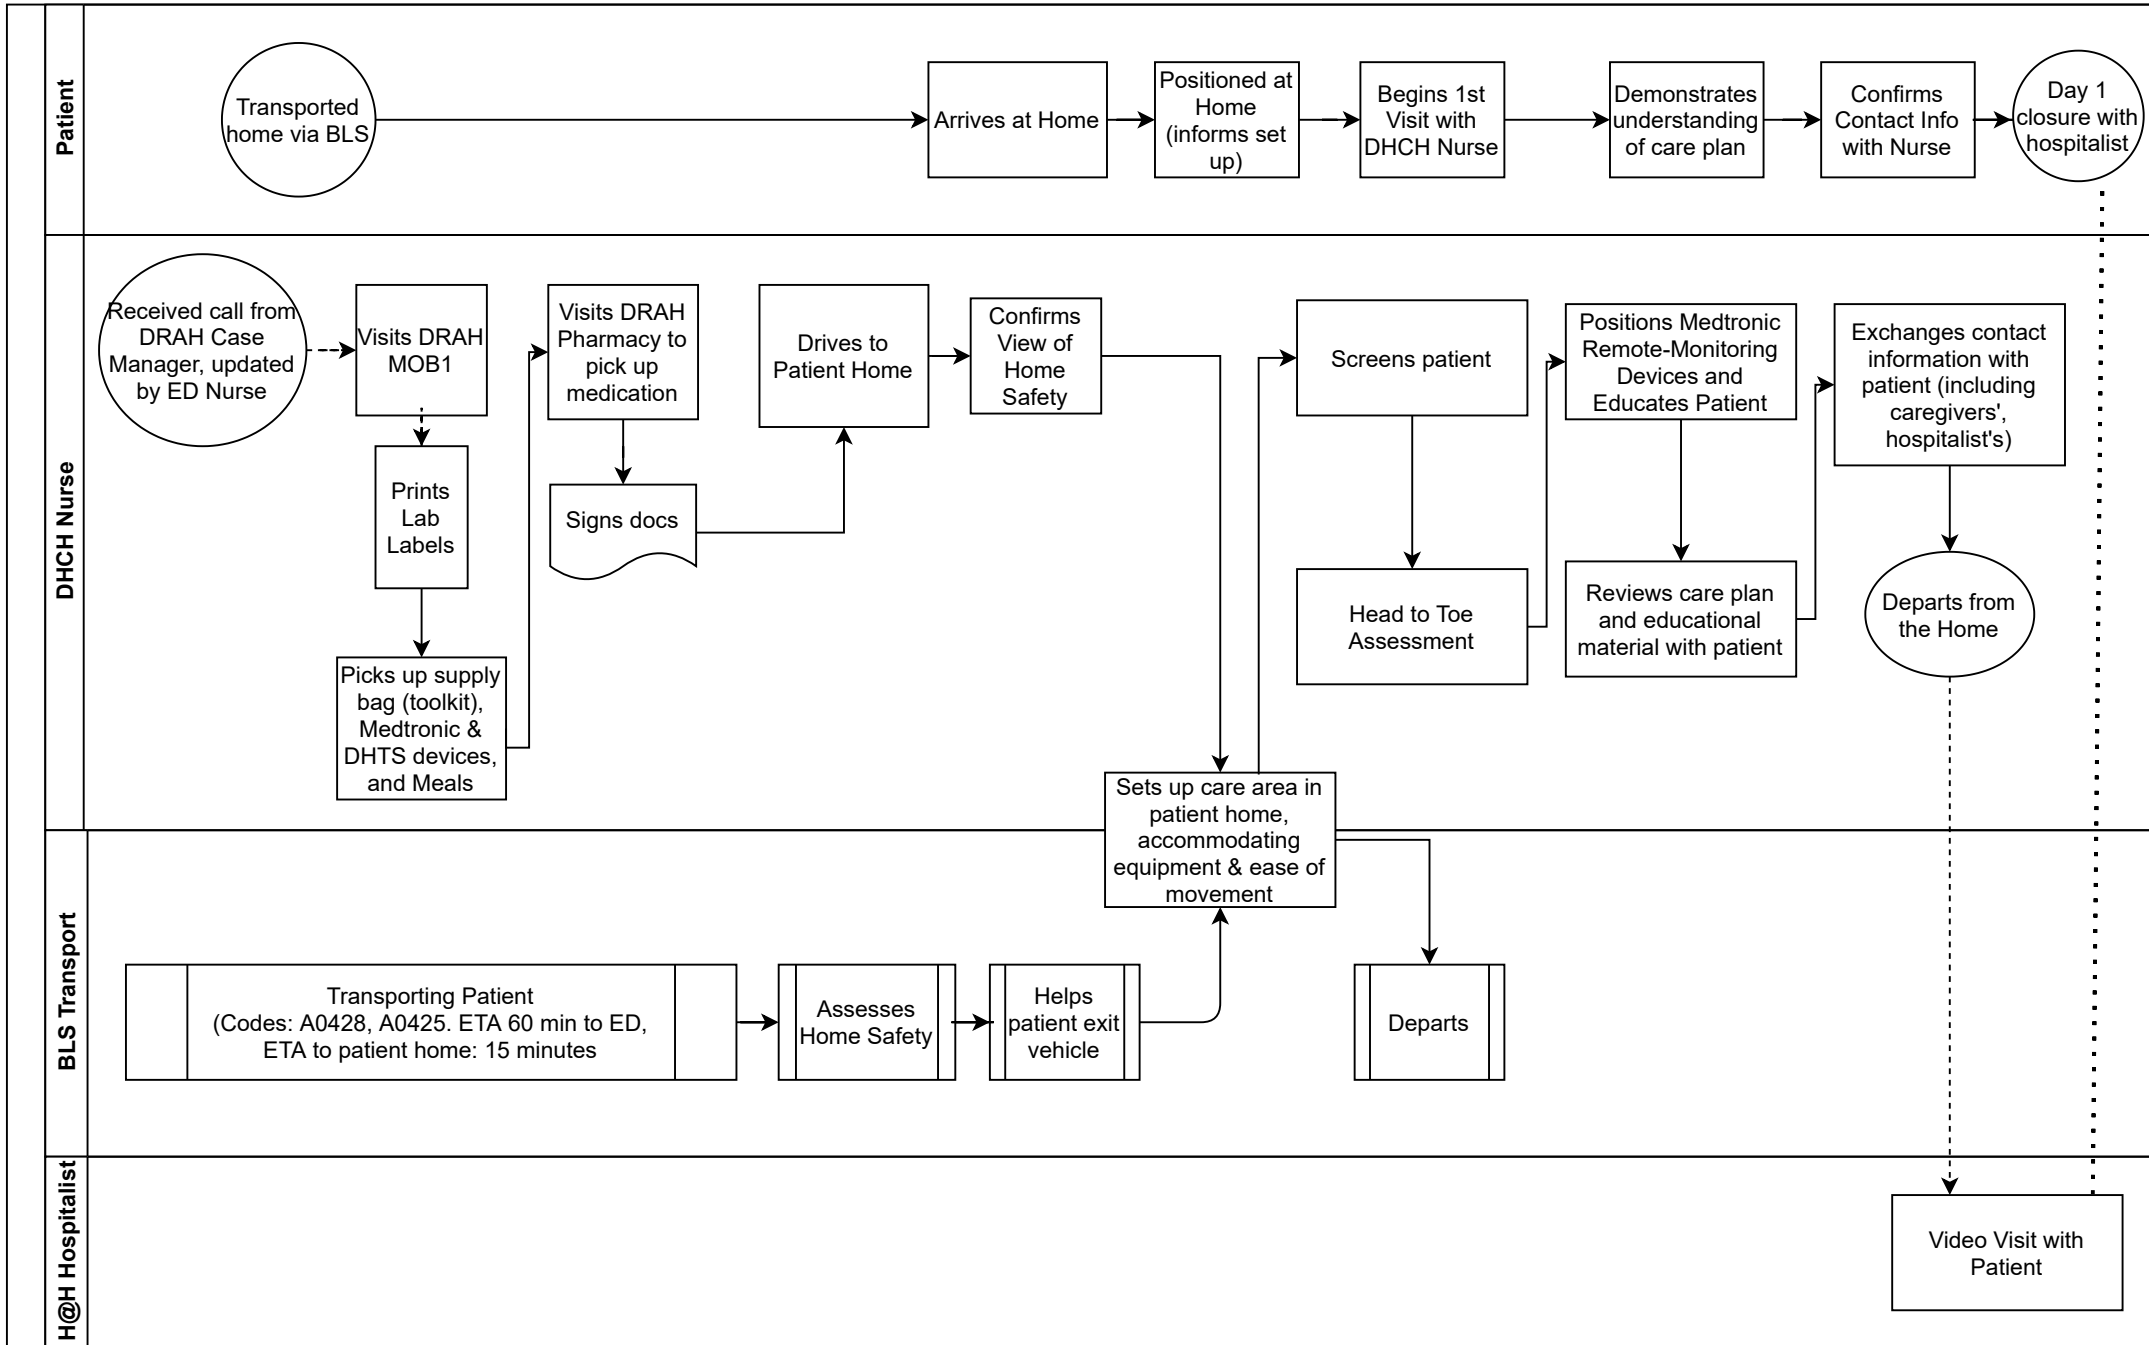 Patient
Transported
home via BLS
Arrives at Home
Positioned at
Home
(informs set
up)
Begins 1st
Visit with
DHCH Nurse
Demonstrates
understanding
of care plan
Confirms
Contact Info
with Nurse
Day 1
closure with
hospitalist
DHCH Nurse
Received call from
DRAH Case
Manager, updated
by ED Nurse
Visits DRAH
MOB1
Prints
Lab
Labels
Picks up supply
bag (toolkit),
Medtronic &
DHTS devices,
and Meals
Visits DRAH
Pharmacy to
pick up
medication
Signs docs
Drives to
Patient Home
Confirms
View of
Home
Safety
Sets up care area in
patient home,
accommodating
equipment & ease of
movement
Screens patient
Head to Toe
Assessment
Positions Medtronic
Remote-Monitoring
Devices and
Educates Patient
Reviews care plan
and educational
material with patient
Exchanges contact
information with
patient (including
caregivers',
hospitalist's)
Departs from
the Home
BLS Transport
Transporting Patient
(Codes: A0428, A0425. ETA 60 min to ED,
ETA to patient home: 15 minutes
Assesses
Home Safety
Helps
patient exit
vehicle
Departs
H@H Hospitalist
Video Visit with
Patient